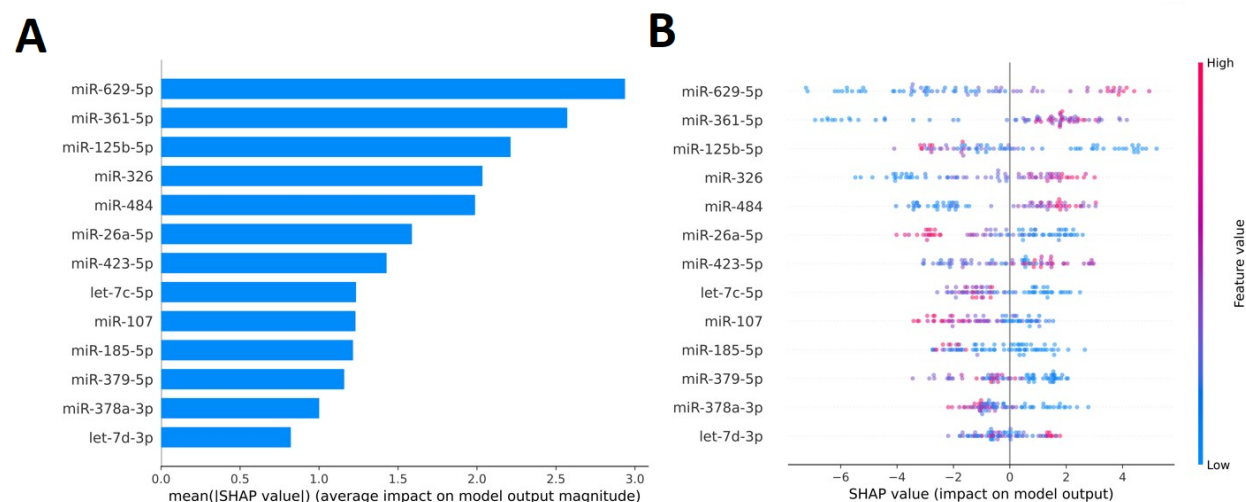 A
miR-629-5p
miR-361-5p
miR-125b-5p
miR-326
miR-484
miR-26a-5p
miR-423-5p
let-7c-5p
miR-107
miR-185-5p
miR-379-5p
miR-378a-3p
let-7d-3p
0.0 0.5 1.0 1.5 2.0 2.5 3.0
mean(|SHAP value|) (average impact on model output magnitude)
B
miR-629-5p
miR-361-5p
miR-125b-5p
miR-326
miR-484
miR-26a-5p
miR-423-5p
let-7c-5p
miR-107
miR-185-5p
miR-379-5p
miR-378a-3p
let-7d-3p
−6 −4 −2 0 2 4
SHAP value (impact on model output)
High
Feature value
Low